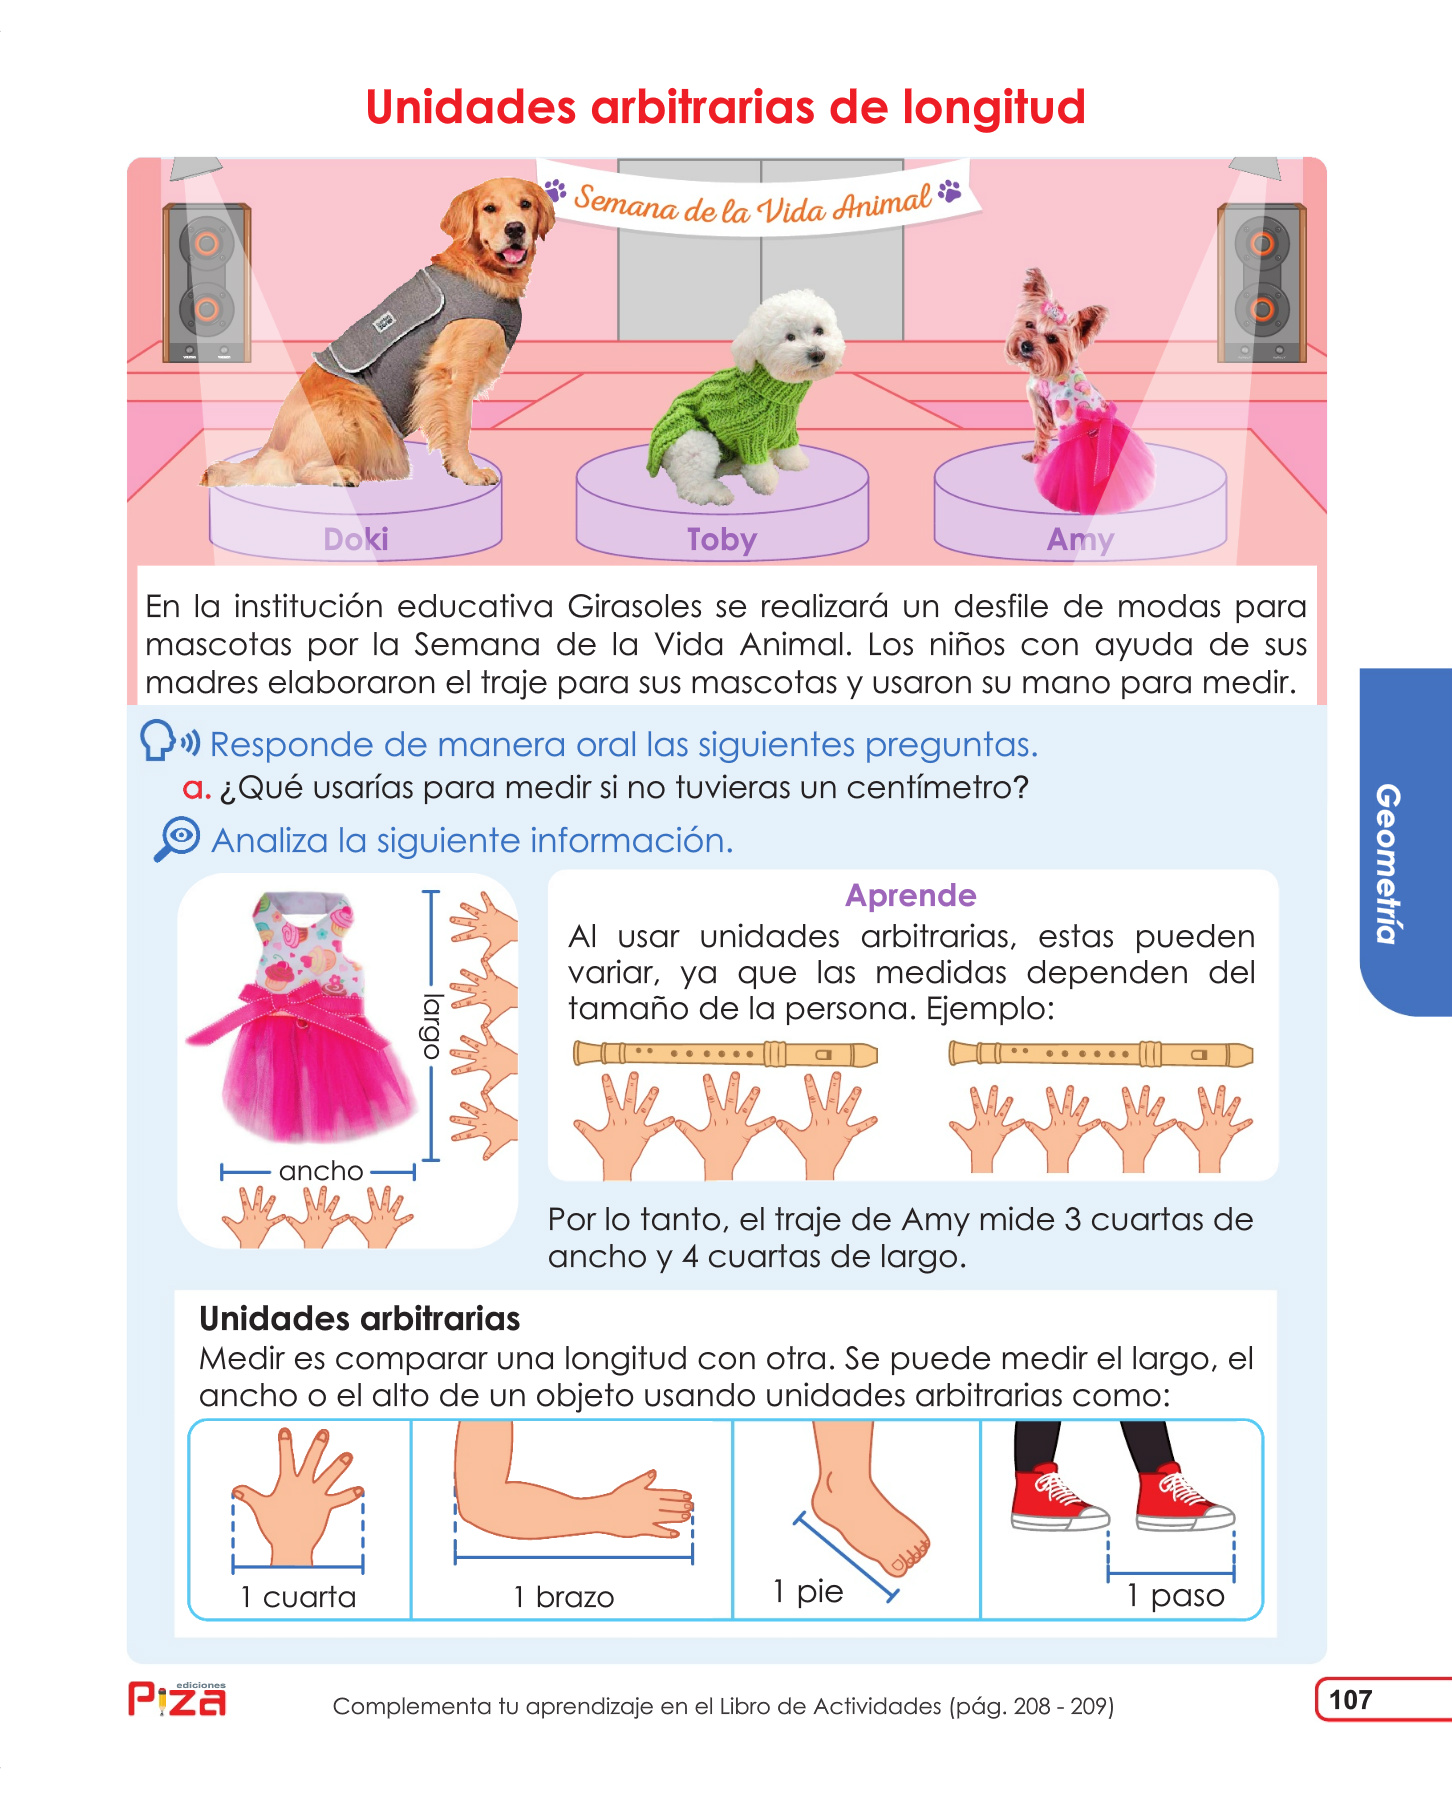 Unidades arbitrarias de longitud
Semana de la Vida Animal
Doki
Toby
Amy
En la institución educativa Girasoles se realizará un desfile de modas para
mascotas por la Semana de la Vida Animal. Los niños con ayuda de sus
madres elaboraron el traje para sus mascotas y usaron su mano para medir.
Responde de manera oral las siguientes preguntas.
a. ¿Qué usarías para medir si no tuvieras un centímetro?
Analiza la siguiente información.
largo
ancho
Aprende
Al usar unidades arbitrarias, estas pueden
variar, ya que las medidas dependen del
tamaño de la persona. Ejemplo:
Por lo tanto, el traje de Amy mide 3 cuartas de
ancho y 4 cuartas de largo.
Unidades arbitrarias
Medir es comparar una longitud con otra. Se puede medir el largo, el
ancho o el alto de un objeto usando unidades arbitrarias como:
1 cuarta
1 brazo
1 pie
1 paso
Geometría
ediciones
Piza
Complementa tu aprendizaje en el Libro de Actividades (pág. 208 - 209)
107